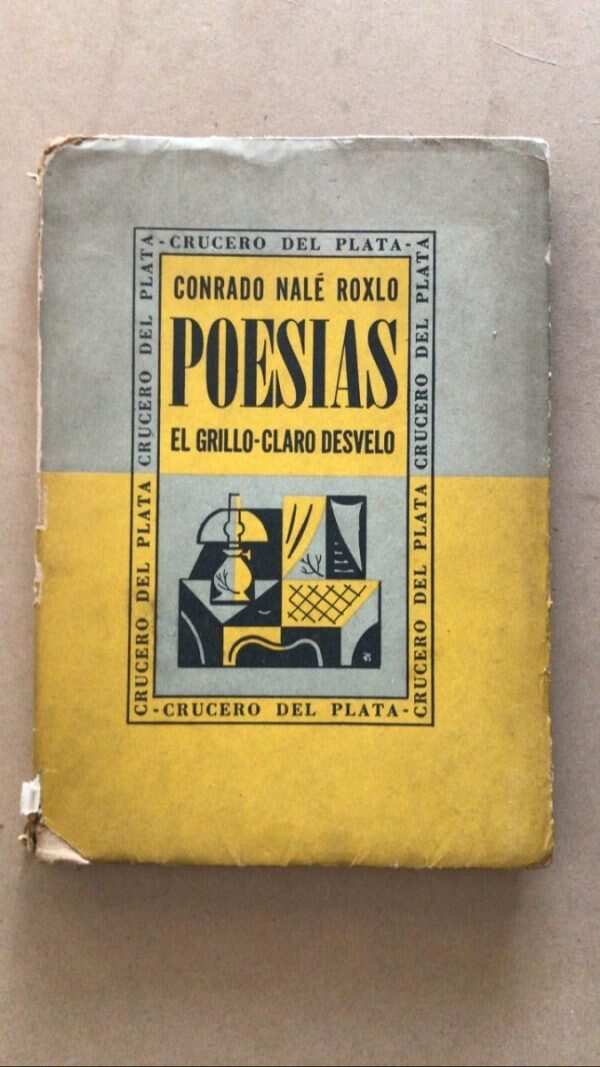 -CRUCERO DEL PLATA-
CONRADO NALÉ ROXLO
POESIAS
EL GRILLO-CLARO DESVELO
CRUCERO DEL PLATA
CRUCERO DEL PLATA
CRUCERO DEL PLATA
CRUCERO DEL PLATA
-CRUCERO DEL PLATA-